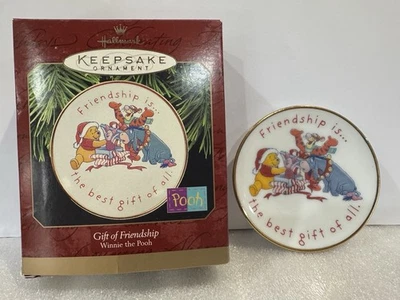 Hallmark
KEEPSAKE
ORNAMENT
Friendship is...
the best gift of all.
Pooh
Gift of Friendship
Winnie the Pooh
Friendship is...
the best gift of all.